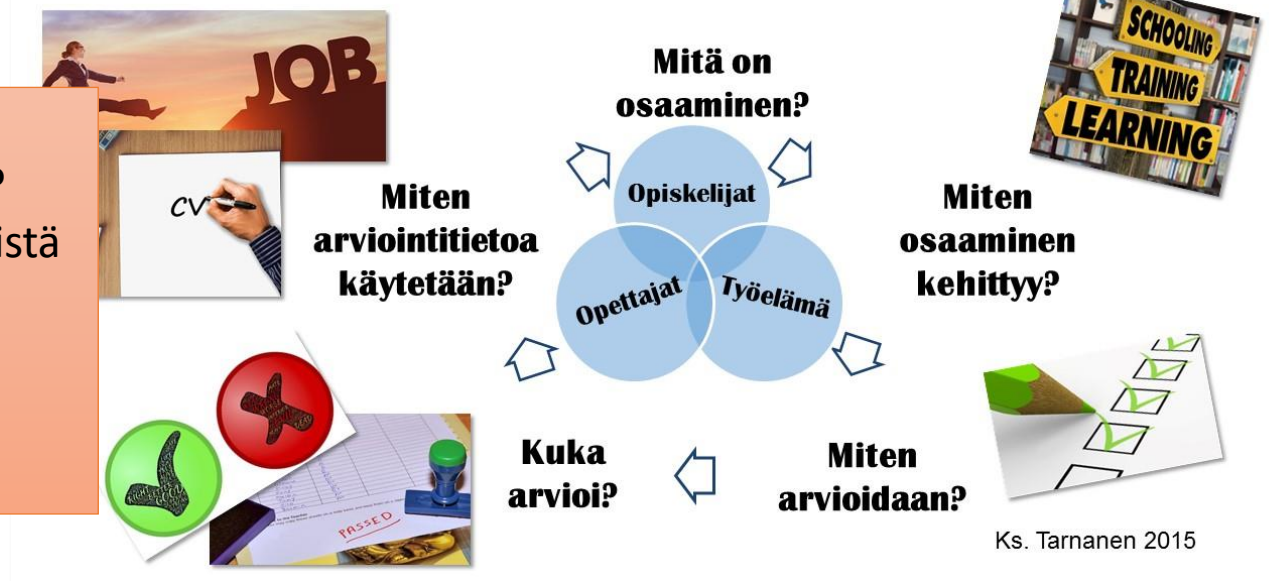 JOB
CV
istä
Mitä on
osaaminen?
SCHOOLING
TRAINING
LEARNING
Opiskelijat
Opettajat
Työelämä
Miten
osaaminen
kehittyy?
Miten
arvioidaan?
Kuka
arvioi?
Miten
arviointitietoa
käytetään?
PASSED
Ks. Tarnanen 2015